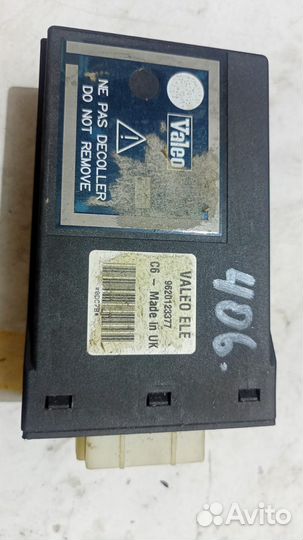 Valeo
NE PAS DECOLLER
DO NOT REMOVE
VALEO ELE
9620123377
C6 - Made in UK
406.
Avito